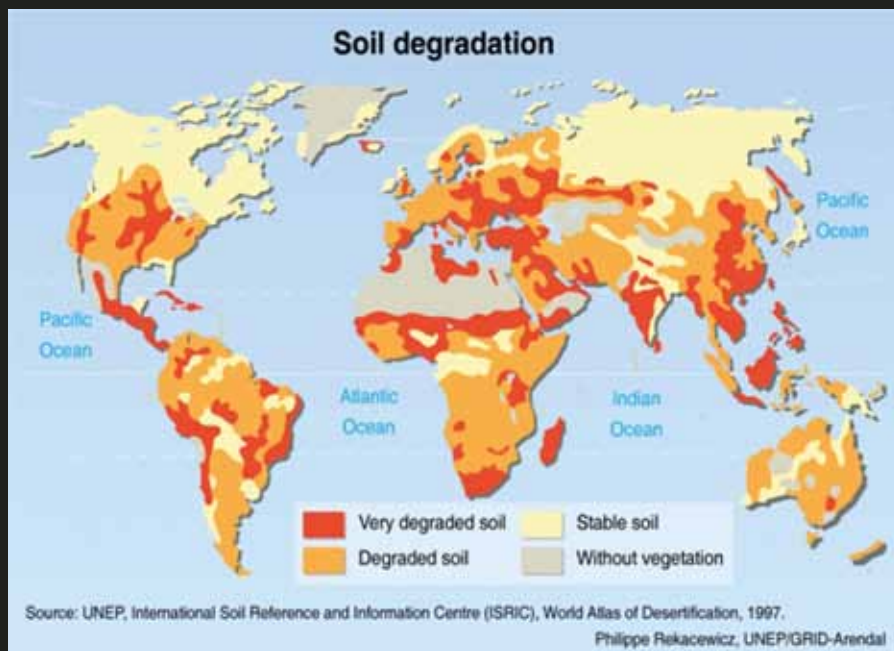 Soil degradation
Pacific
Ocean
Pacific
Ocean
Atlantic
Ocean
Indian
Ocean
Very degraded soil
Stable soil
Degraded soil
Without vegetation
Source: UNEP, International Soil Reference and Information Centre (ISRIC), World Atlas of Desertification, 1997.
Philippe Rekacewicz, UNEP/GRID-Arendal